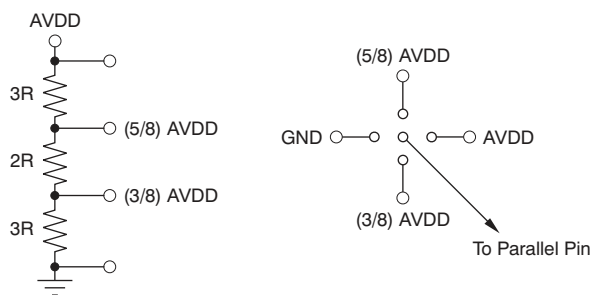 AVDD
3R
(5/8) AVDD
2R
(3/8) AVDD
3R
(5/8) AVDD
GND
AVDD
(3/8) AVDD
To Parallel Pin